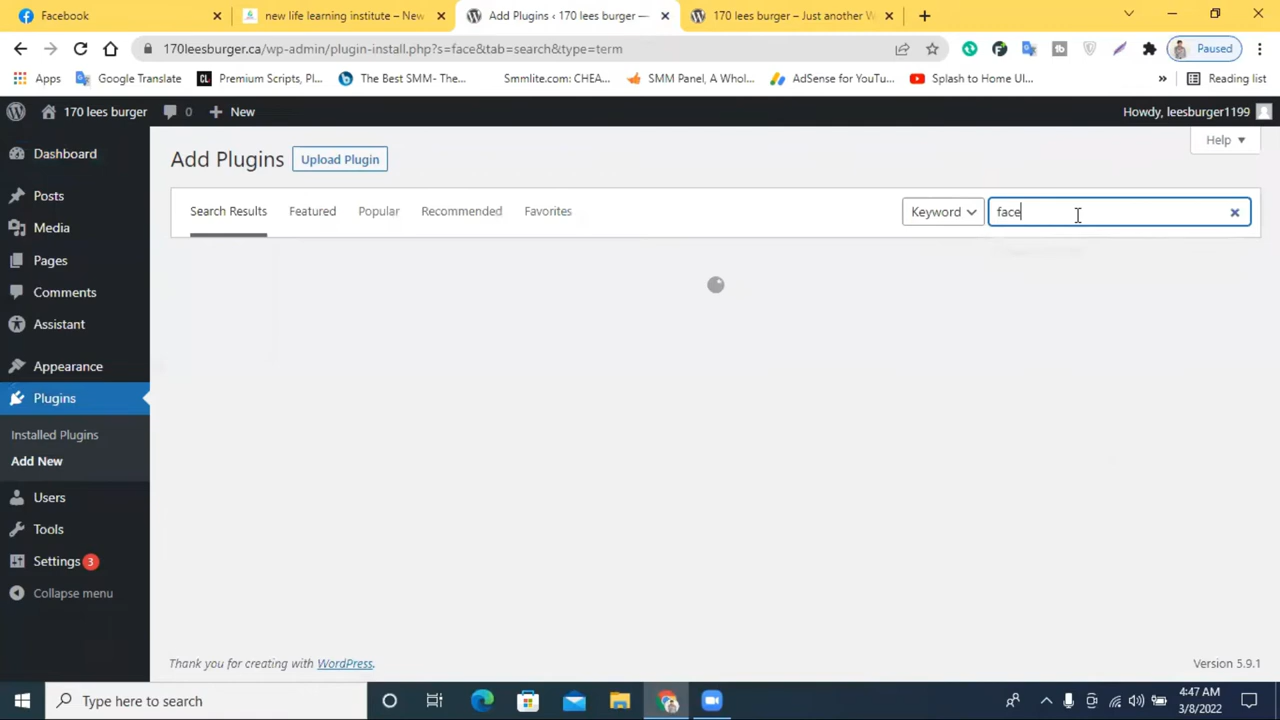 Facebook
new life learning institute – New
Add Plugins ‹ 170 lees burger —
170 lees burger – Just another W
170leesburger.ca/wp-admin/plugin-install.php?s=face&tab=search&type=term
Paused
Apps
Google Translate
Premium Scripts, Pl...
The Best SMM- The...
Smmlite.com: CHEA...
SMM Panel, A Whol...
AdSense for YouTu...
Splash to Home UI...
Reading list
170 lees burger
0
New
Howdy, leesburger1199
Dashboard
Posts
Media
Pages
Comments
Assistant
Appearance
Plugins
Installed Plugins
Add New
Users
Tools
Settings 3
Collapse menu
Add Plugins
Upload Plugin
Help
Search Results
Featured
Popular
Recommended
Favorites
Keyword
face
Thank you for creating with WordPress.
Version 5.9.1
Type here to search
4:47 AM
3/8/2022